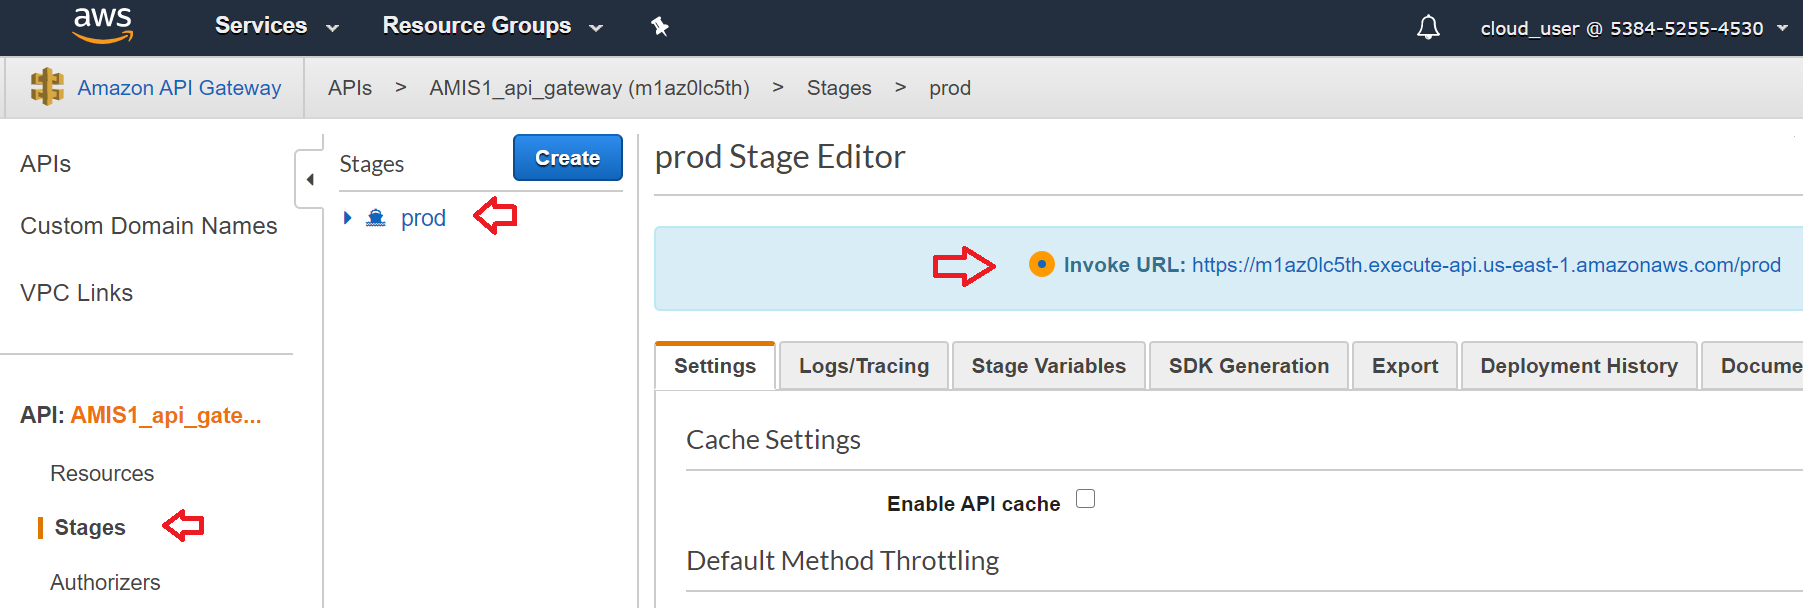 aws Services Resource Groups cloud_user @ 5384-5255-4530
Amazon API Gateway APIs > AMIS1_api_gateway (m1az0lc5th) > Stages > prod
APIs
Custom Domain Names
VPC Links
API: AMIS1_api_gate...
Resources
Stages
Authorizers
Stages Create
prod
prod Stage Editor
Invoke URL: https://m1az0lc5th.execute-api.us-east-1.amazonaws.com/prod
Settings Logs/Tracing Stage Variables SDK Generation Export Deployment History Docume
Cache Settings
Enable API cache
Default Method Throttling